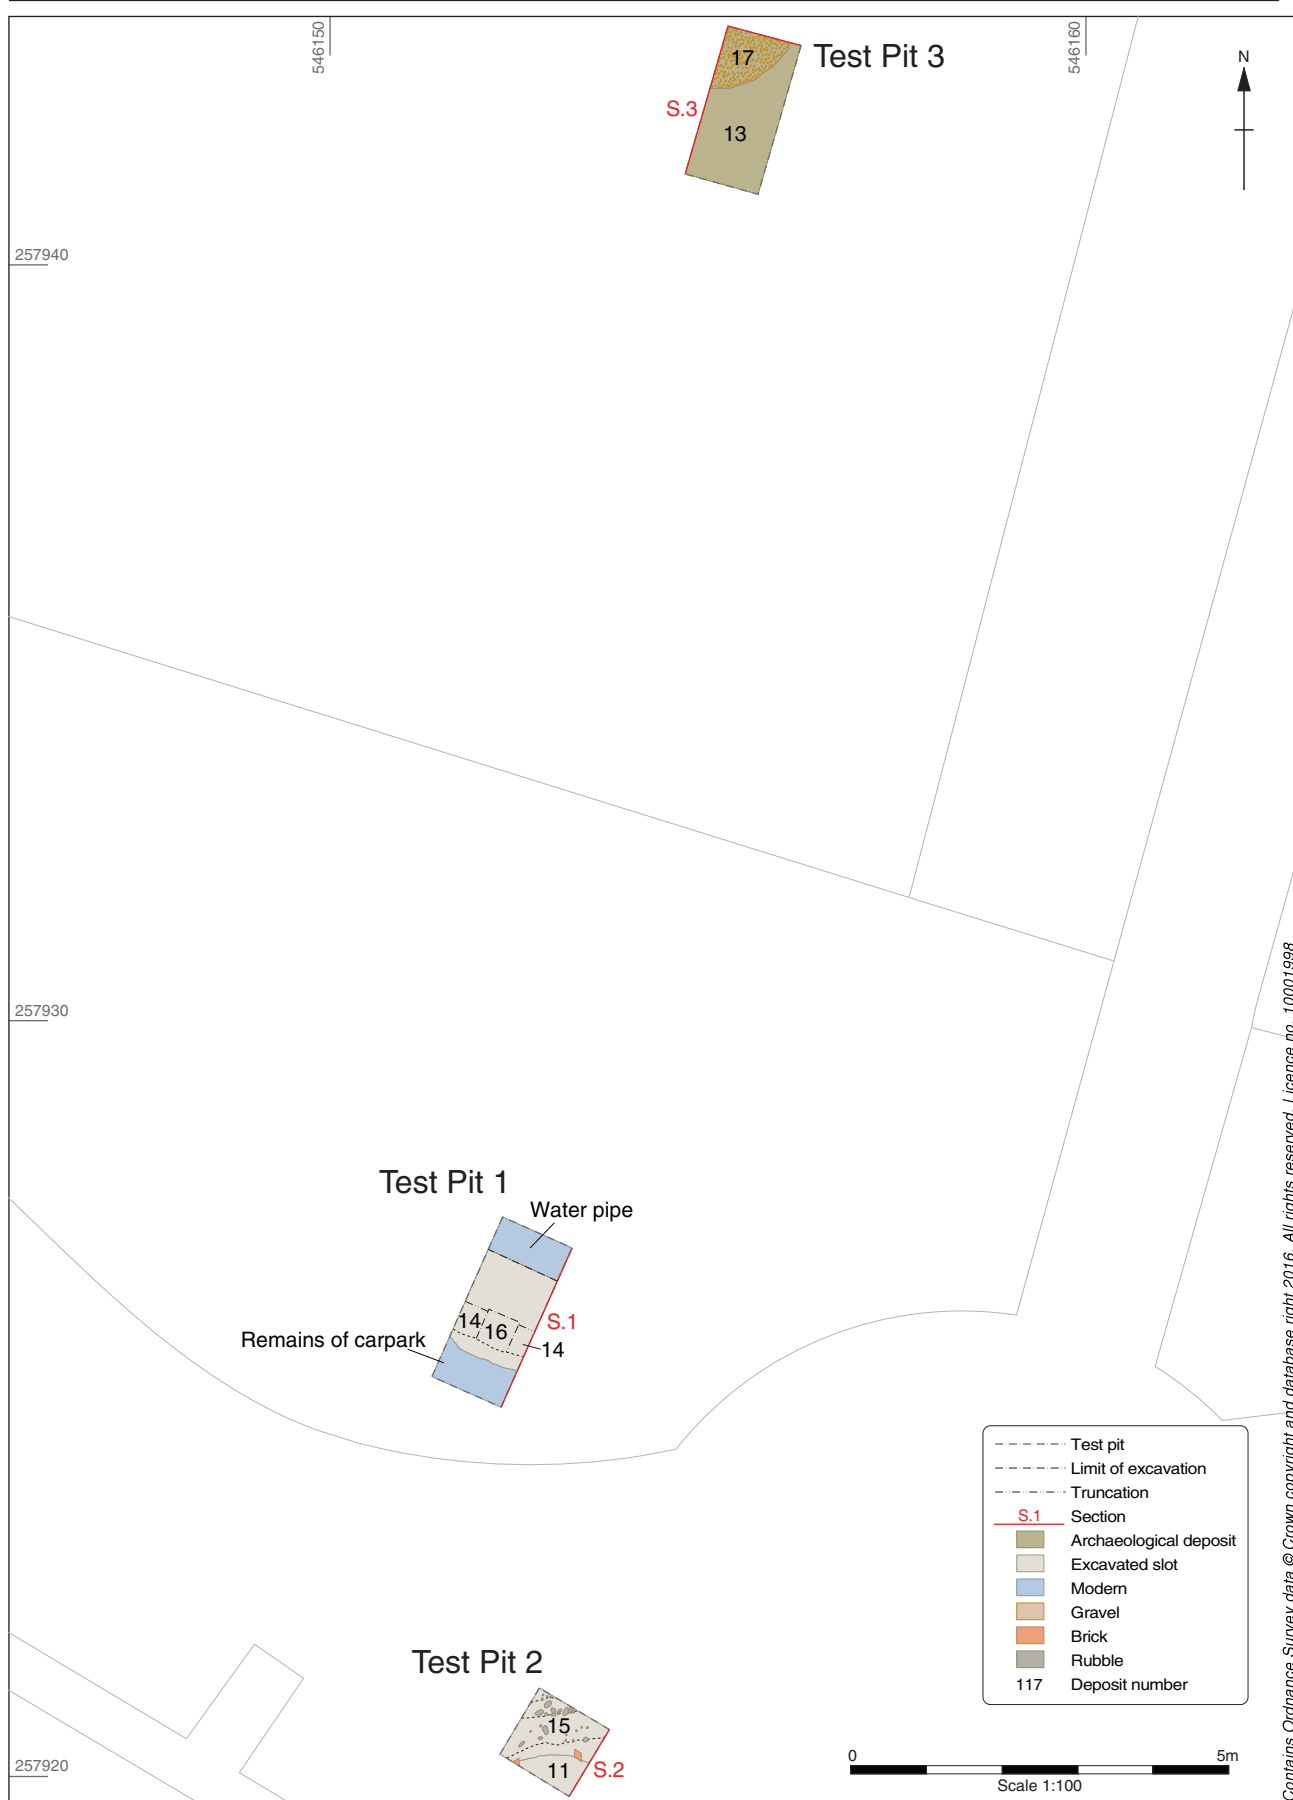 546150
546160
17
Test Pit 3
N
S.3
13
257940
257930
Test Pit 1
Water pipe
14
16
S.1
14
Remains of carpark
Test pit
Limit of excavation
Truncation
S.1 Section
Archaeological deposit
Excavated slot
Modern
Gravel
Brick
Rubble
117 Deposit number
Test Pit 2
15
11
S.2
257920
0 5m
Scale 1:100
Contains Ordnance Survey data © Crown copyright and database right 2016. All rights reserved. Licence no. 10001998